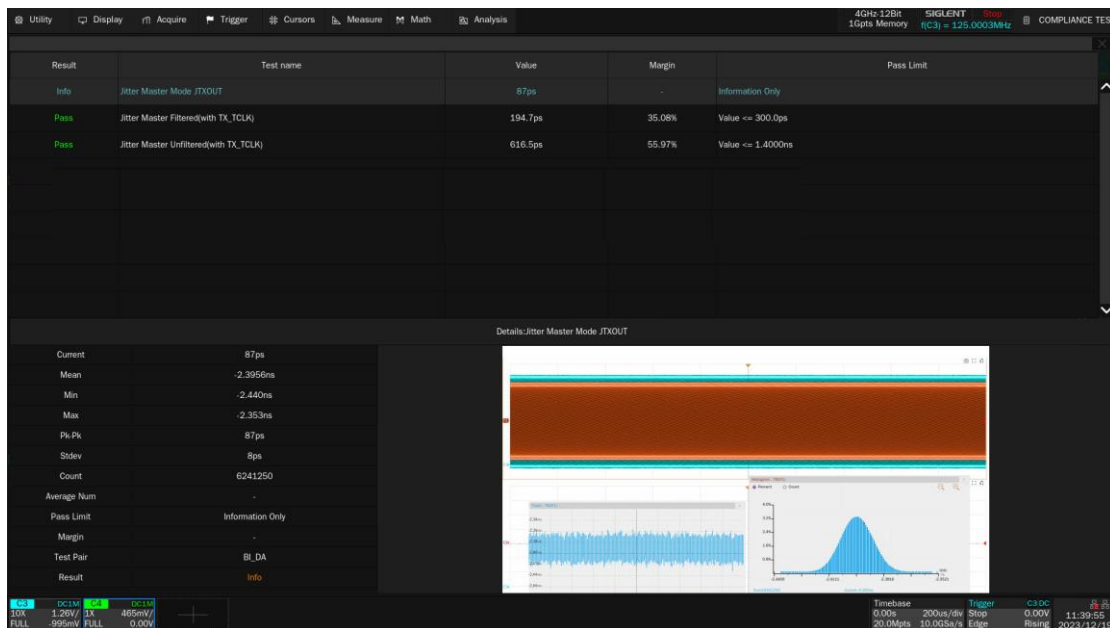 Utility Display Acquire Trigger Cursors Measure Math Analysis
4GHz-12Bit SIGLENT Stop
1Gpts Memory f(C3) = 125.0003MHz COMPLIANCE TES
Result Test name Value Margin Pass Limit
Info Jitter Master Mode JTXOUT 87ps - Information Only
Pass Jitter Master Filtered(with TX_TCLK) 194.7ps 35.08% Value <= 300.0ps
Pass Jitter Master Unfiltered(with TX_TCLK) 616.5ps 55.97% Value <= 1.4000ns
Details:Jitter Master Mode JTXOUT
Current 87ps
Mean -2.3956ns
Min -2.440ns
Max -2.353ns
Pk-Pk 87ps
Stdev 8ps
Count 6241250
Average Num -
Pass Limit Information Only
Margin -
Test Pair BI_DA
Result Info
C3 DC1M C4 DC1M
10X 1.26V/ 1X 465mV/
FULL -995mV FULL 0.00V
Timebase Trigger C3 DC
0.00s 200us/div Stop 0.00V
20.0Mpts 10.0GSa/s Edge Rising
11:39:55
2023/12/19